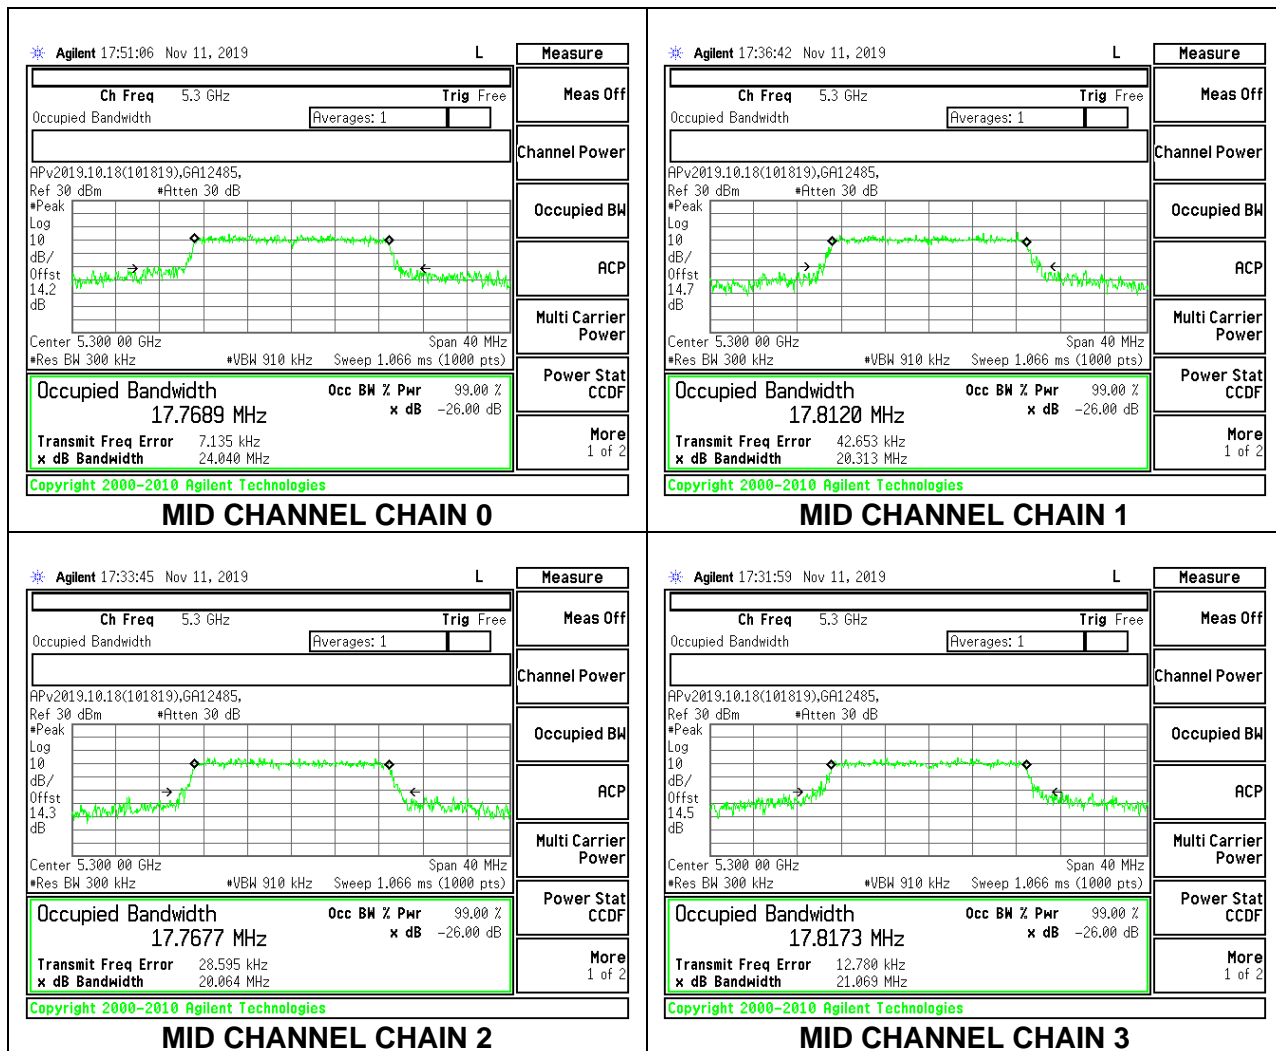 Agilent 17:51:06 Nov 11, 2019 L
Measure
Ch Freq 5.3 GHz Trig Free
Occupied Bandwidth Averages: 1
APv2019.10.18(101819),GA12485,
Ref 30 dBm #Atten 30 dB
#Peak
Log
10
dB/
Offst
14.2
dB
Center 5.300 00 GHz Span 40 MHz
#Res BW 300 kHz #VBW 910 kHz Sweep 1.066 ms (1000 pts)
Occupied Bandwidth Occ BW % Pwr 99.00 %
17.7689 MHz x dB -26.00 dB
Transmit Freq Error 7.135 kHz
x dB Bandwidth 24.040 MHz
Copyright 2000-2010 Agilent Technologies
Meas Off
Channel Power
Occupied BW
ACP
Multi Carrier
Power
Power Stat
CCDF
More
1 of 2
MID CHANNEL CHAIN 0
Agilent 17:36:42 Nov 11, 2019 L
Measure
Ch Freq 5.3 GHz Trig Free
Occupied Bandwidth Averages: 1
APv2019.10.18(101819),GA12485,
Ref 30 dBm #Atten 30 dB
#Peak
Log
10
dB/
Offst
14.7
dB
Center 5.300 00 GHz Span 40 MHz
#Res BW 300 kHz #VBW 910 kHz Sweep 1.066 ms (1000 pts)
Occupied Bandwidth Occ BW % Pwr 99.00 %
17.8120 MHz x dB -26.00 dB
Transmit Freq Error 42.653 kHz
x dB Bandwidth 20.313 MHz
Copyright 2000-2010 Agilent Technologies
Meas Off
Channel Power
Occupied BW
ACP
Multi Carrier
Power
Power Stat
CCDF
More
1 of 2
MID CHANNEL CHAIN 1
Agilent 17:33:45 Nov 11, 2019 L
Measure
Ch Freq 5.3 GHz Trig Free
Occupied Bandwidth Averages: 1
APv2019.10.18(101819),GA12485,
Ref 30 dBm #Atten 30 dB
#Peak
Log
10
dB/
Offst
14.3
dB
Center 5.300 00 GHz Span 40 MHz
#Res BW 300 kHz #VBW 910 kHz Sweep 1.066 ms (1000 pts)
Occupied Bandwidth Occ BW % Pwr 99.00 %
17.7677 MHz x dB -26.00 dB
Transmit Freq Error 28.595 kHz
x dB Bandwidth 20.064 MHz
Copyright 2000-2010 Agilent Technologies
Meas Off
Channel Power
Occupied BW
ACP
Multi Carrier
Power
Power Stat
CCDF
More
1 of 2
MID CHANNEL CHAIN 2
Agilent 17:31:59 Nov 11, 2019 L
Measure
Ch Freq 5.3 GHz Trig Free
Occupied Bandwidth Averages: 1
APv2019.10.18(101819),GA12485,
Ref 30 dBm #Atten 30 dB
#Peak
Log
10
dB/
Offst
14.5
dB
Center 5.300 00 GHz Span 40 MHz
#Res BW 300 kHz #VBW 910 kHz Sweep 1.066 ms (1000 pts)
Occupied Bandwidth Occ BW % Pwr 99.00 %
17.8173 MHz x dB -26.00 dB
Transmit Freq Error 12.780 kHz
x dB Bandwidth 21.069 MHz
Copyright 2000-2010 Agilent Technologies
Meas Off
Channel Power
Occupied BW
ACP
Multi Carrier
Power
Power Stat
CCDF
More
1 of 2
MID CHANNEL CHAIN 3